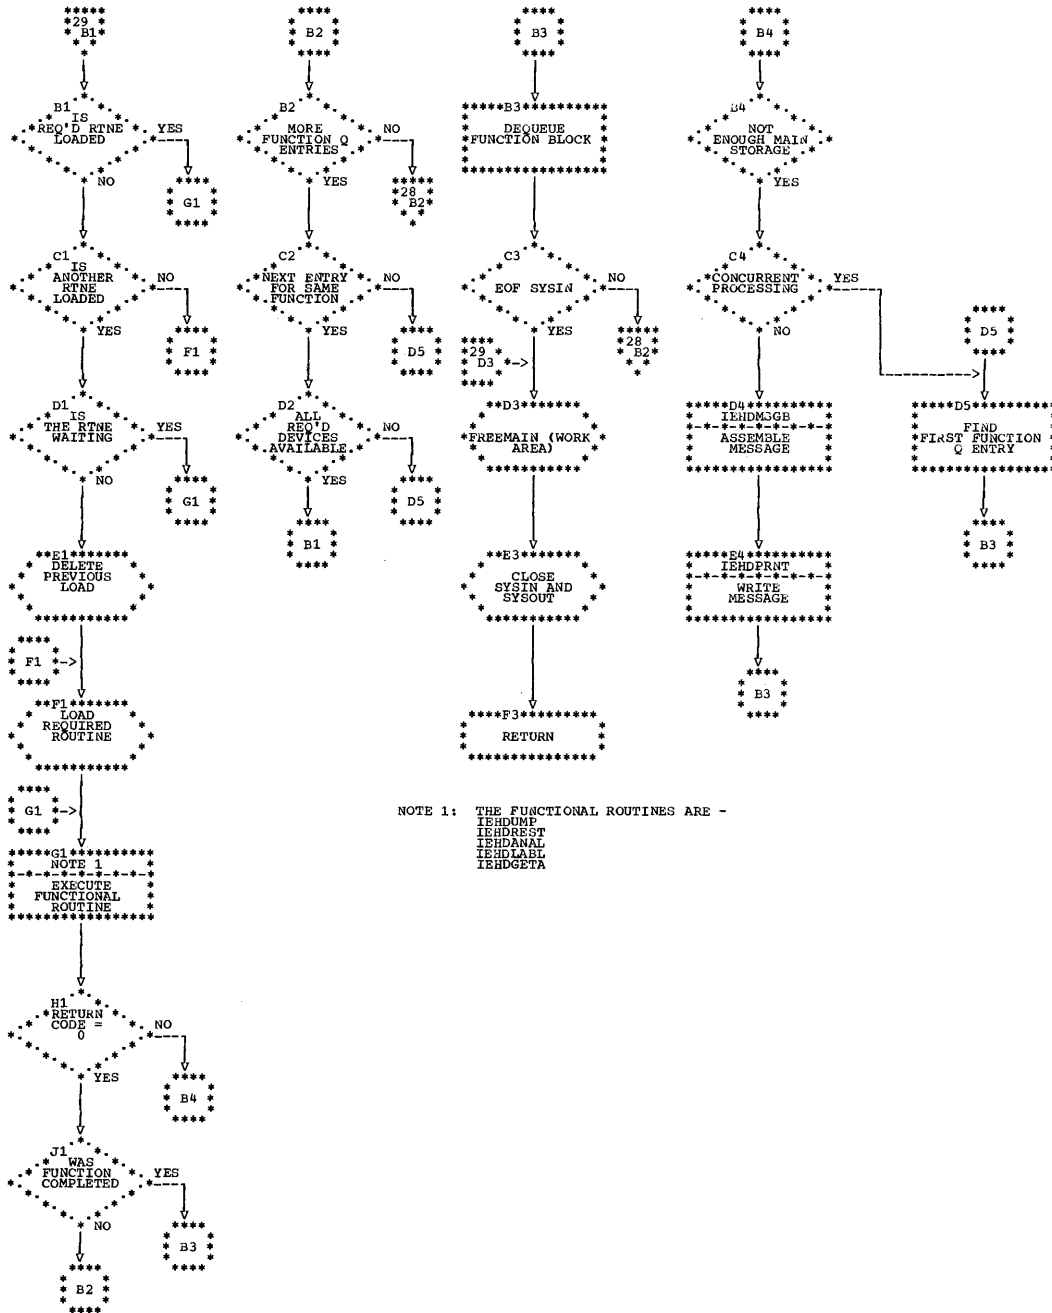 29
B1
B1
IS
REQ'D RTNE
LOADED
YES
NO
G1
C1
IS
ANOTHER
RTNE
LOADED
NO
YES
F1
D1
IS
THE RTNE
WAITING
YES
NO
G1
E1
DELETE
PREVIOUS
LOAD
F1
F1
LOAD
REQUIRED
ROUTINE
G1
G1
NOTE 1
EXECUTE
FUNCTIONAL
ROUTINE
H1
RETURN
CODE =
0
NO
YES
B4
J1
WAS
FUNCTION
COMPLETED
YES
NO
B3
B2
B2
B2
MORE
FUNCTION Q
ENTRIES
NO
YES
28
B2
C2
NEXT ENTRY
FOR SAME
FUNCTION
NO
YES
D5
D2
ALL
REQ'D
DEVICES
AVAILABLE
NO
YES
D5
B1
B3
B3
DEQUEUE
FUNCTION BLOCK
C3
EOF SYSIN
NO
YES
28
B2
29
D3
D3
FREEMAIN (WORK
AREA)
E3
CLOSE
SYSIN AND
SYSOUT
F3
RETURN
B4
B4
NOT
ENOUGH MAIN
STORAGE
YES
C4
CONCURRENT
PROCESSING
YES
NO
D4
IEHDMSGB
ASSEMBLE
MESSAGE
E4
IEHDPRNT
WRITE
MESSAGE
B3
D5
D5
FIND
FIRST FUNCTION
Q ENTRY
B3
NOTE 1: THE FUNCTIONAL ROUTINES ARE -
IEHDUMP
IEHDREST
IEHDANAL
IEHDLABL
IEHDGETA